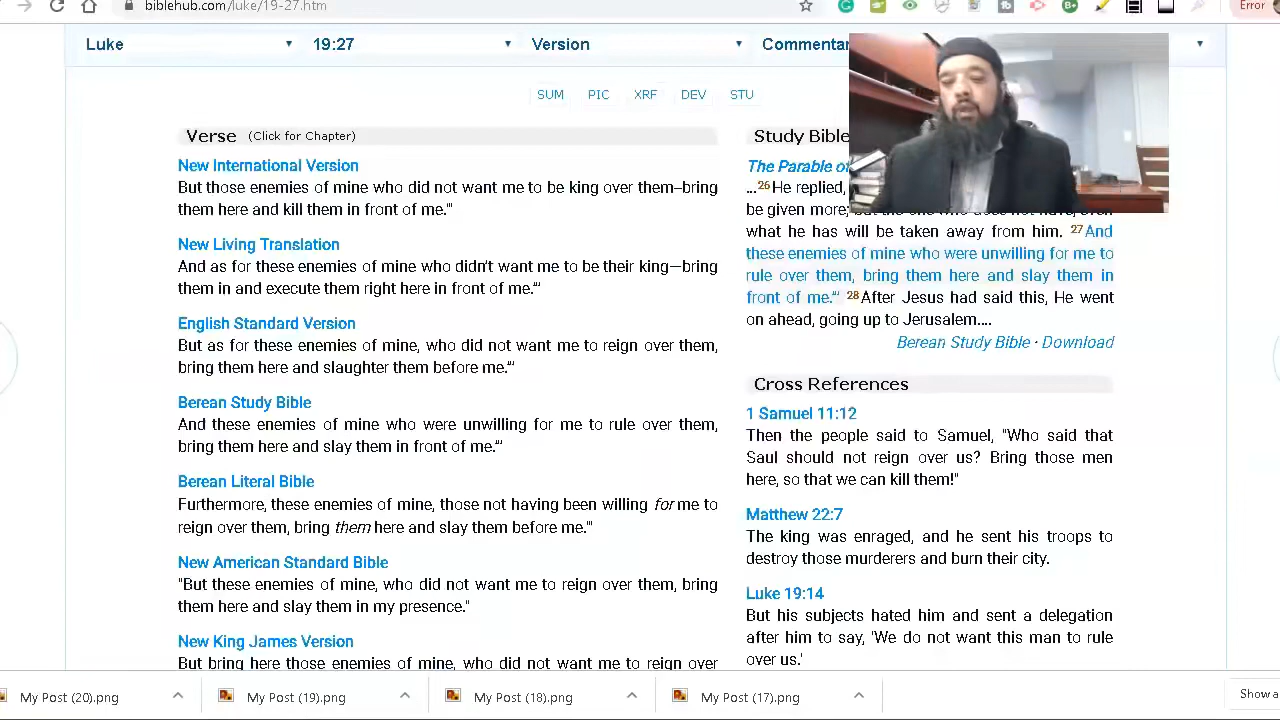 biblehub.com/luke/19-27.htm
Error
Luke 19:27 Version
SUM PIC XRF DEV STU
Verse (Click for Chapter)
New International Version
But those enemies of mine who did not want me to be king over them–bring
them here and kill them in front of me.'"
New Living Translation
And as for these enemies of mine who didn't want me to be their king—bring
them in and execute them right here in front of me.'"
English Standard Version
But as for these enemies of mine, who did not want me to reign over them,
bring them here and slaughter them before me.'"
Berean Study Bible
And these enemies of mine who were unwilling for me to rule over them,
bring them here and slay them in front of me.'"
Berean Literal Bible
Furthermore, these enemies of mine, those not having been willing for me to
reign over them, bring them here and slay them before me.'"
New American Standard Bible
"But these enemies of mine, who did not want me to reign over them, bring
them here and slay them in my presence."
New King James Version
But bring here those enemies of mine, who did not want me to reign over
Study Bible
The Parable
...26 He replied,
be given more;
what he has will be taken away from him. 27 And
these enemies of mine who were unwilling for me to
rule over them, bring them here and slay them in
front of me.'" 28 After Jesus had said this, He went
on ahead, going up to Jerusalem....
Berean Study Bible · Download
Cross References
1 Samuel 11:12
Then the people said to Samuel, "Who said that
Saul should not reign over us? Bring those men
here, so that we can kill them!"
Matthew 22:7
The king was enraged, and he sent his troops to
destroy those murderers and burn their city.
Luke 19:14
But his subjects hated him and sent a delegation
after him to say, 'We do not want this man to rule
over us.'
My Post (20).png My Post (19).png My Post (18).png My Post (17).png Show a